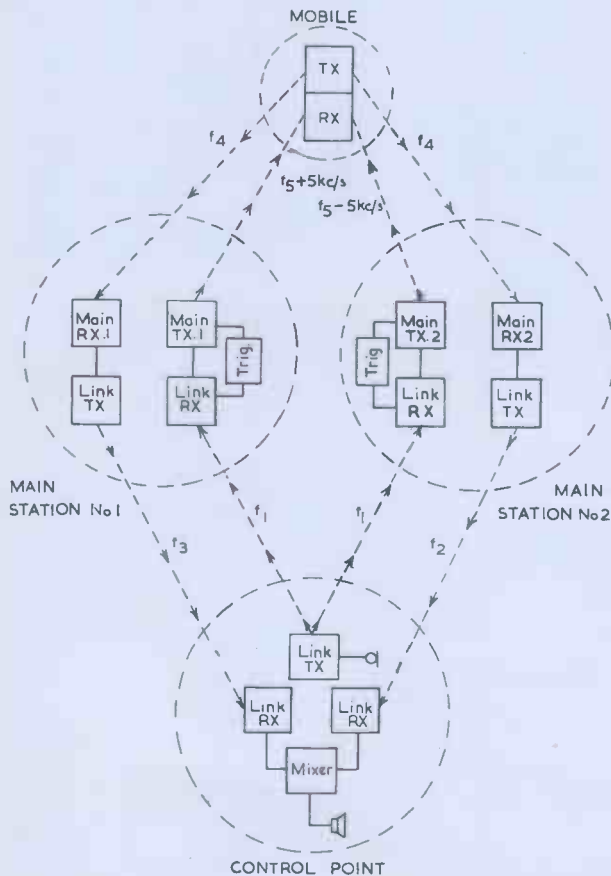 MOBILE
TX
RX
f4
f4
f5+5kc/s
f5-5kc/s
Main
RX.1
Main
TX.1
Trig.
Link
TX
Link
RX
Main
TX.2
Main
RX2
Trig
Link
RX
Link
TX
MAIN
STATION No1
MAIN
STATION No2
f1
f1
f3
f2
Link
TX
Link
RX
Link
RX
Mixer
CONTROL POINT